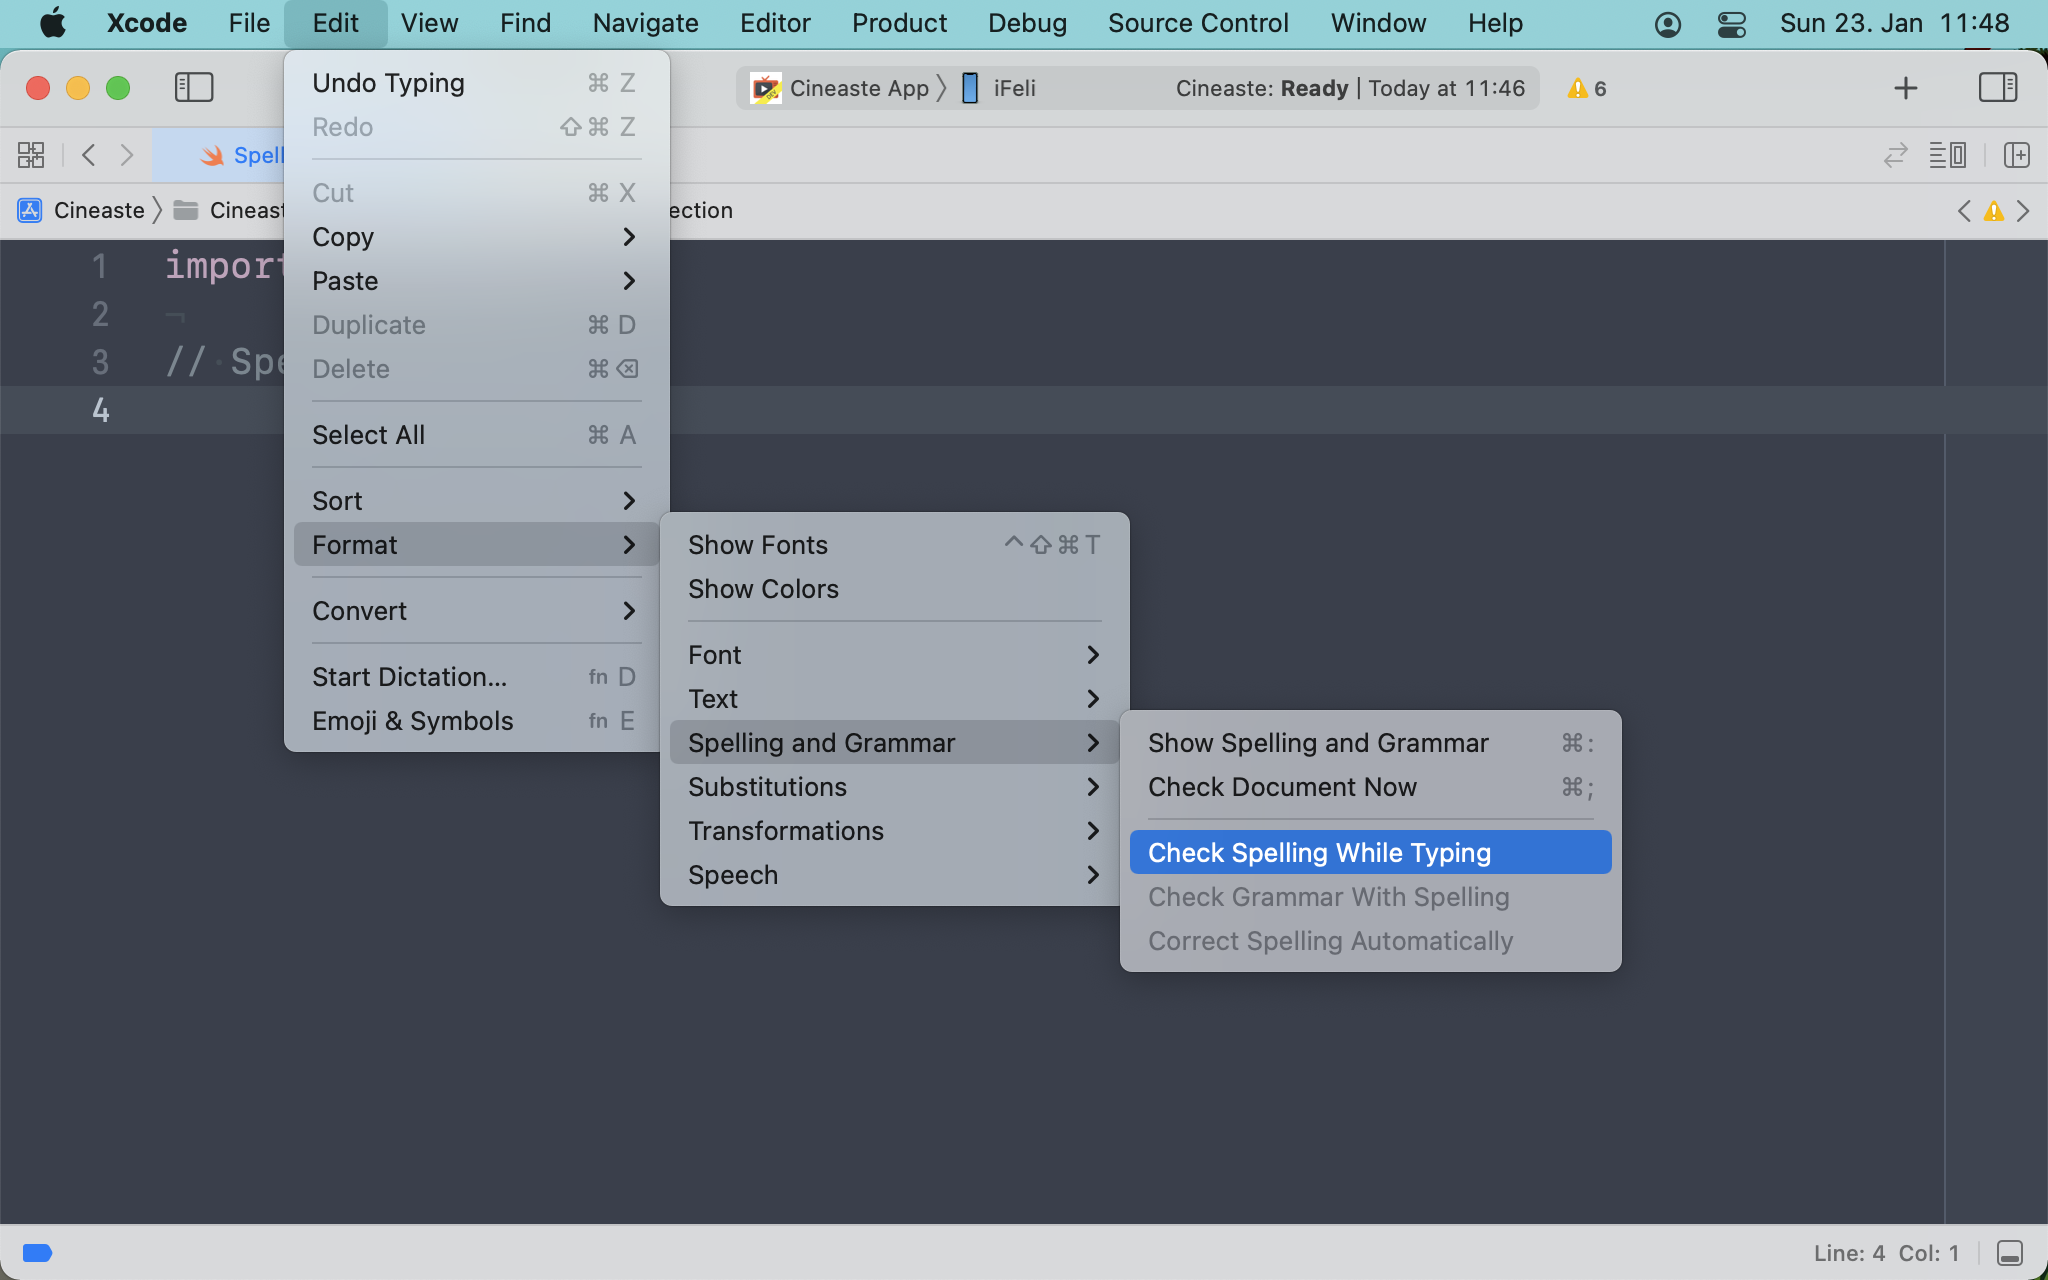 Xcode File Edit View Find Navigate Editor Product Debug Source Control Window Help Sun 23. Jan 11:48
Cineaste App 〉 iFeli Cineaste: Ready | Today at 11:46 6
Spell
Cineaste 〉 Cineast ection
1 import
2 ¬
3 //·Spe
4
Undo Typing ⌘ Z
Redo ⇧ ⌘ Z
Cut ⌘ X
Copy
Paste
Duplicate ⌘ D
Delete ⌘ ⌫
Select All ⌘ A
Sort
Format
Convert
Start Dictation... fn D
Emoji & Symbols fn E
Show Fonts ^ ⇧ ⌘ T
Show Colors
Font
Text
Spelling and Grammar
Substitutions
Transformations
Speech
Show Spelling and Grammar ⌘ :
Check Document Now ⌘ ;
Check Spelling While Typing
Check Grammar With Spelling
Correct Spelling Automatically
Line: 4 Col: 1